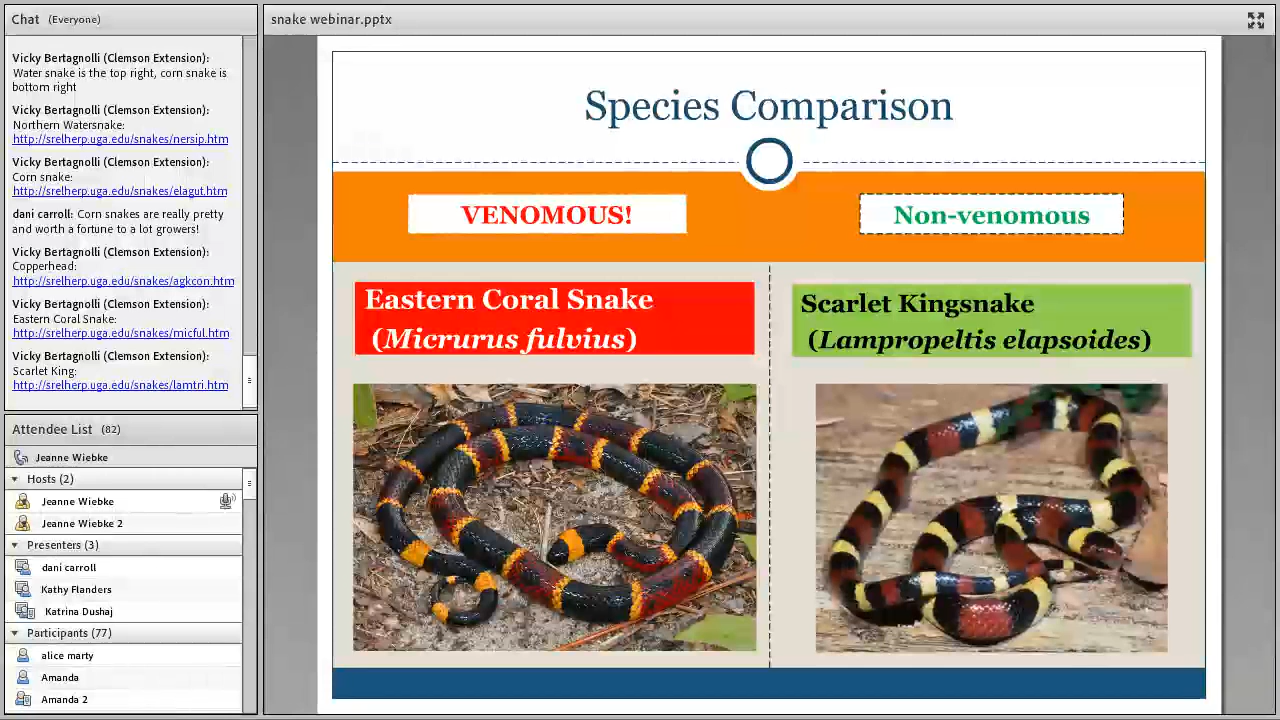 Chat (Everyone)
Vicky Bertagnolli (Clemson Extension):
Water snake is the top right, corn snake is
bottom right
Vicky Bertagnolli (Clemson Extension):
Northern Watersnake:
http://srelherp.uga.edu/snakes/nersip.htm
Vicky Bertagnolli (Clemson Extension):
Corn snake:
http://srelherp.uga.edu/snakes/elagut.htm
dani carroll: Corn snakes are really pretty
and worth a fortune to a lot growers!
Vicky Bertagnolli (Clemson Extension):
Copperhead:
http://srelherp.uga.edu/snakes/agkcon.htm
Vicky Bertagnolli (Clemson Extension):
Eastern Coral Snake:
http://srelherp.uga.edu/snakes/micful.htm
Vicky Bertagnolli (Clemson Extension):
Scarlet King:
http://srelherp.uga.edu/snakes/lamtri.htm
Attendee List (82)
Jeanne Wiebke
Hosts (2)
Jeanne Wiebke
Jeanne Wiebke 2
Presenters (3)
dani carroll
Kathy Flanders
Katrina Dushaj
Participants (77)
alice marty
Amanda
Amanda 2
snake webinar.pptx
Species Comparison
VENOMOUS!
Non-venomous
Eastern Coral Snake
(Micrurus fulvius)
Scarlet Kingsnake
(Lampropeltis elapsoides)